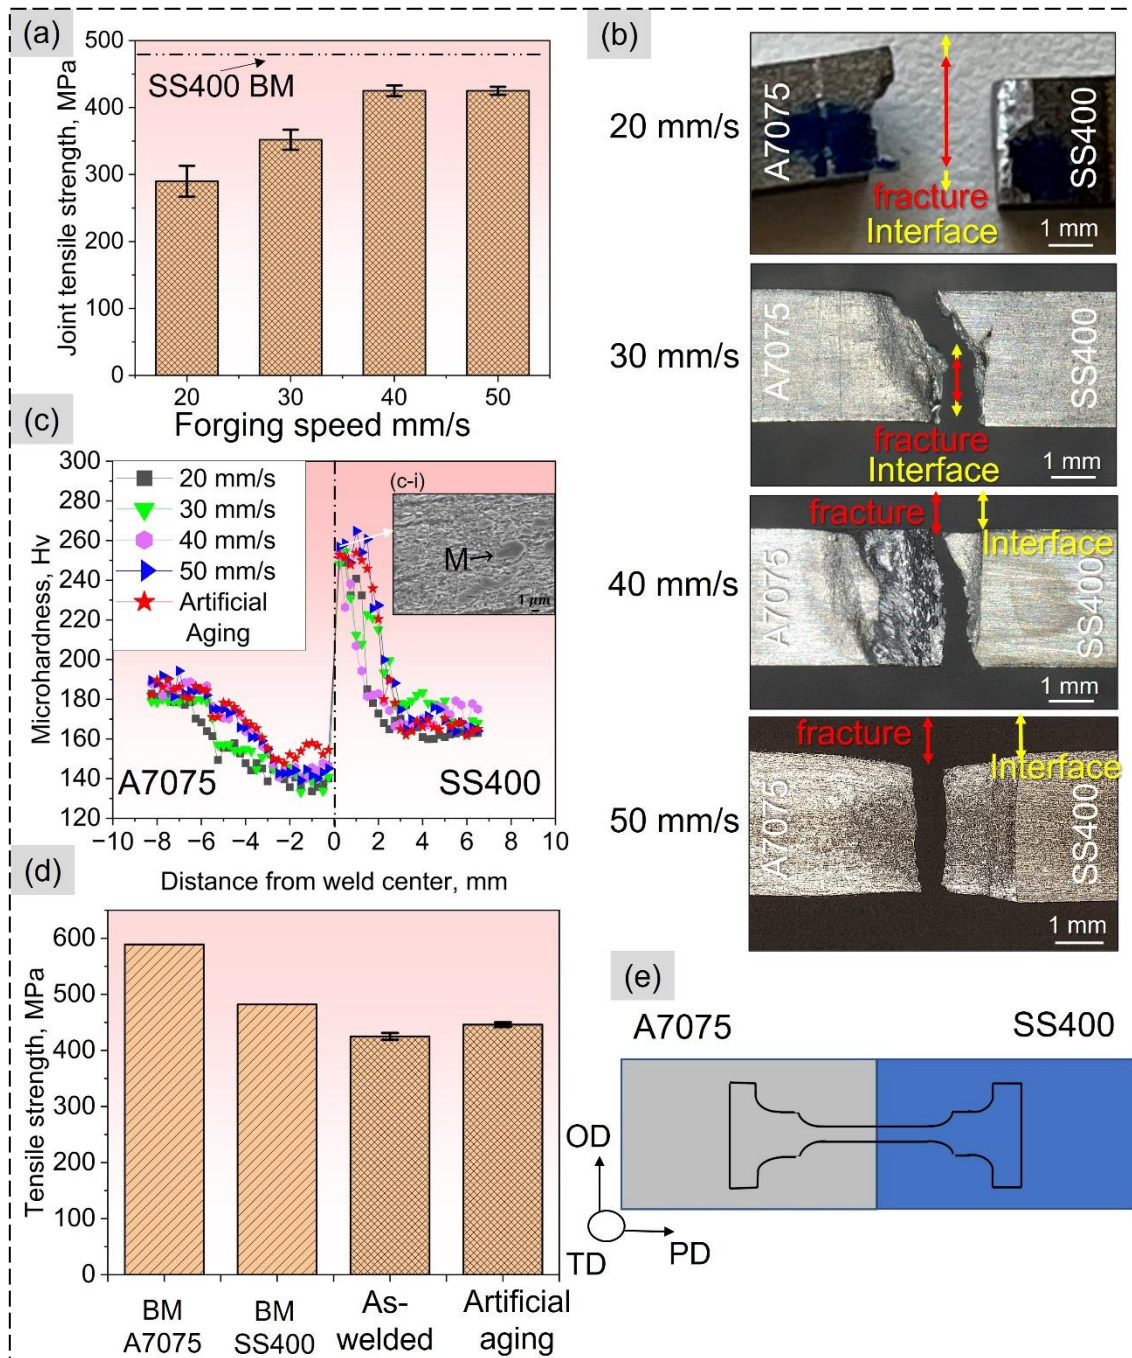 (a)
500
400
300
200
100
0
Joint tensile strength, MPa
SS400 BM
20 30 40 50
Forging speed mm/s
(b)
20 mm/s
A7075
SS400
fracture
Interface
1 mm
30 mm/s
A7075
SS400
fracture
Interface
1 mm
40 mm/s
fracture
Interface
A7075
SS400
1 mm
50 mm/s
fracture
Interface
A7075
SS400
1 mm
(c)
300
280
260
240
220
200
180
160
140
120
Microhardness, Hv
20 mm/s
30 mm/s
40 mm/s
50 mm/s
Artificial
Aging
(c-i)
M→
1 μm
A7075
SS400
−10 −8 −6 −4 −2 0 2 4 6 8 10
Distance from weld center, mm
(d)
600
500
400
300
200
100
0
Tensile strength, MPa
BM
A7075
BM
SS400
As-
welded
Artificial
aging
(e)
A7075
SS400
OD
TD
PD